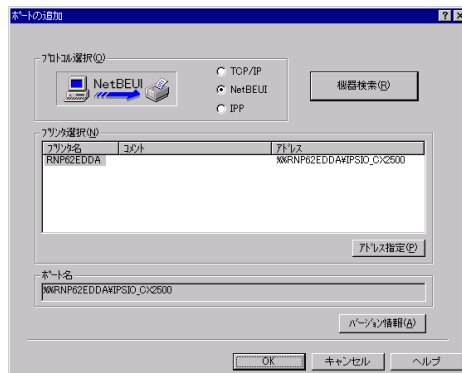 ﾎﾟｰﾄの追加
ﾌﾟﾛﾄｺﾙ選択(O)
NetBEUI
TCP/IP
NetBEUI
IPP
機器検索(R)
ﾌﾟﾘﾝﾀ選択(N)
ﾌﾟﾘﾝﾀ名 ｺﾒﾝﾄ ｱﾄﾞﾚｽ
RNP62EDDA %%RNP62EDDA¥IPSIO_CX2500
ｱﾄﾞﾚｽ指定(P)
ﾎﾟｰﾄ名
%%RNP62EDDA¥IPSIO_CX2500
ﾊﾞｰｼﾞｮﾝ情報(A)
OK キャンセル ヘルプ